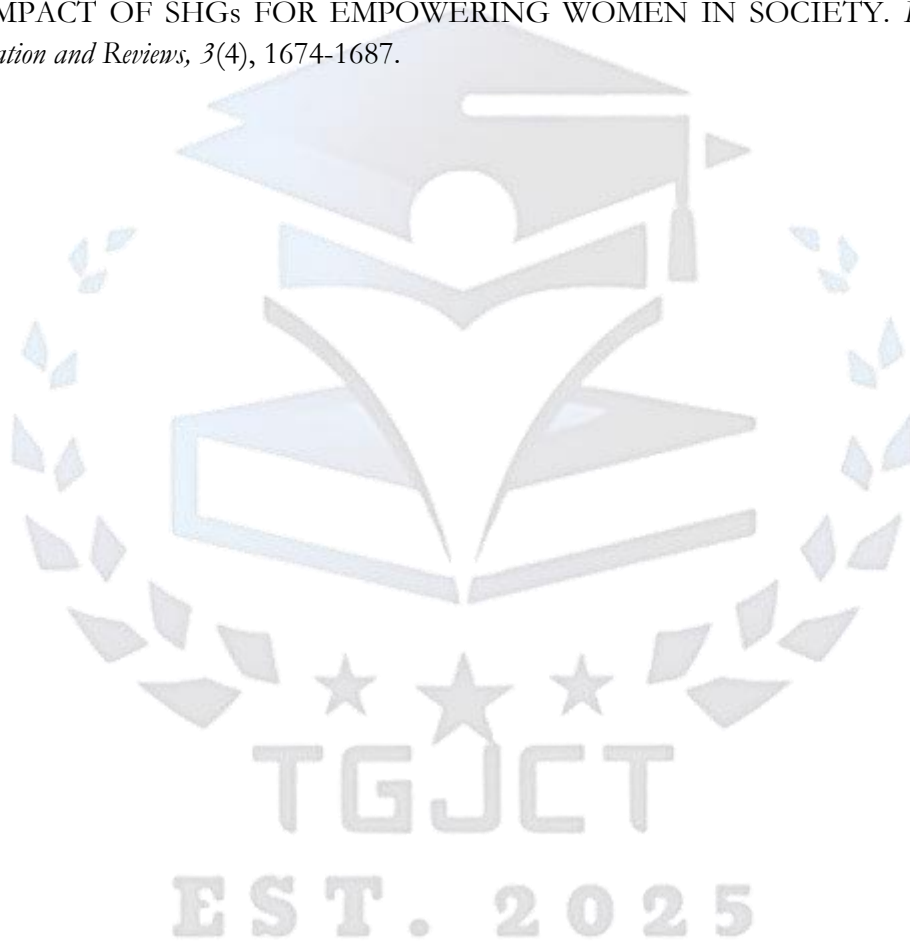 MPACT OF SHGs FOR EMPOWERING WOMEN IN SOCIETY.
ation and Reviews, 3(4), 1674-1687.
TGJCT
EST. 2025